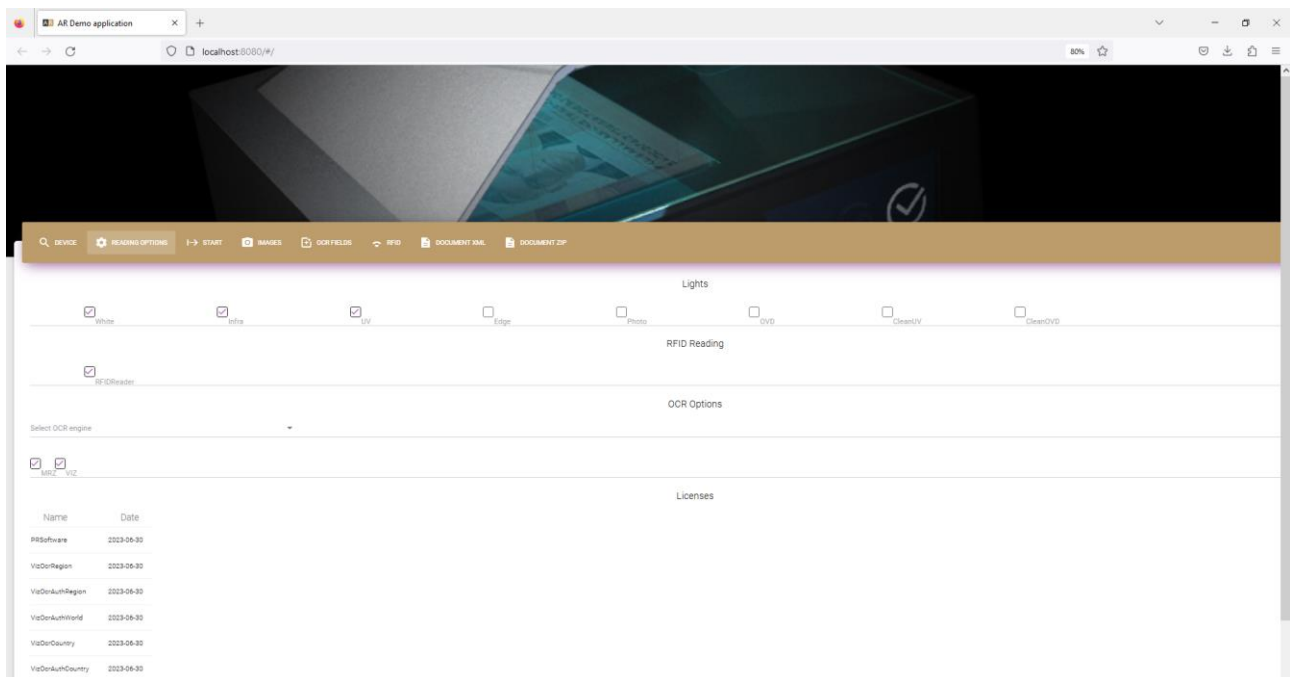 AR Demo application
localhost:8080/#/
80%
DEVICE READING OPTIONS START IMAGES OCR FIELDS RFID DOCUMENT XML DOCUMENT ZIP
Lights
White Infra UV Edge Photo OVD CleanUV CleanOVD
RFID Reading
RFIDReader
OCR Options
Select OCR engine
MRZ VIZ
Licenses
Name Date
PRSoftware 2023-06-30
VizOcrRegion 2023-06-30
VizOcrAuthRegion 2023-06-30
VizOcrAuthWorld 2023-06-30
VizOcrCountry 2023-06-30
VizOcrAuthCountry 2023-06-30